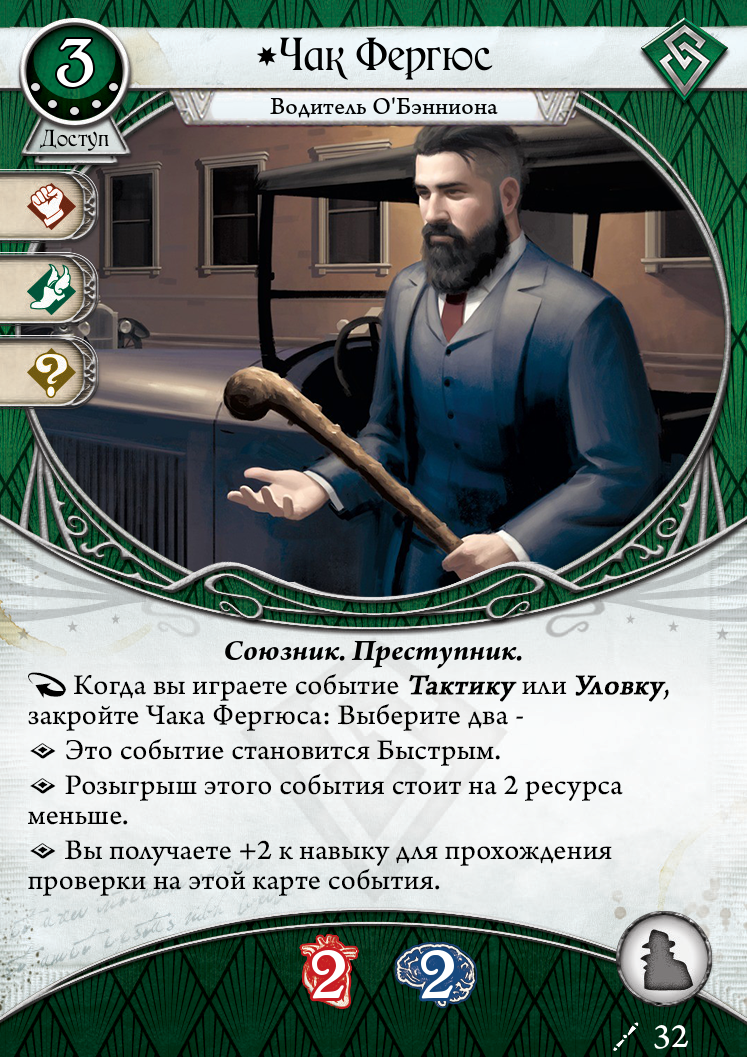 3
Чак Фергюс
Водитель О'Бэнниона
Доступ
Союзник. Преступник.
Когда вы играете событие Тактику или Уловку,
закройте Чака Фергюса: Выберите два -
Это событие становится Быстрым.
Розыгрыш этого события стоит на 2 ресурса
меньше.
Вы получаете +2 к навыку для прохождения
проверки на этой карте события.
2 2
32